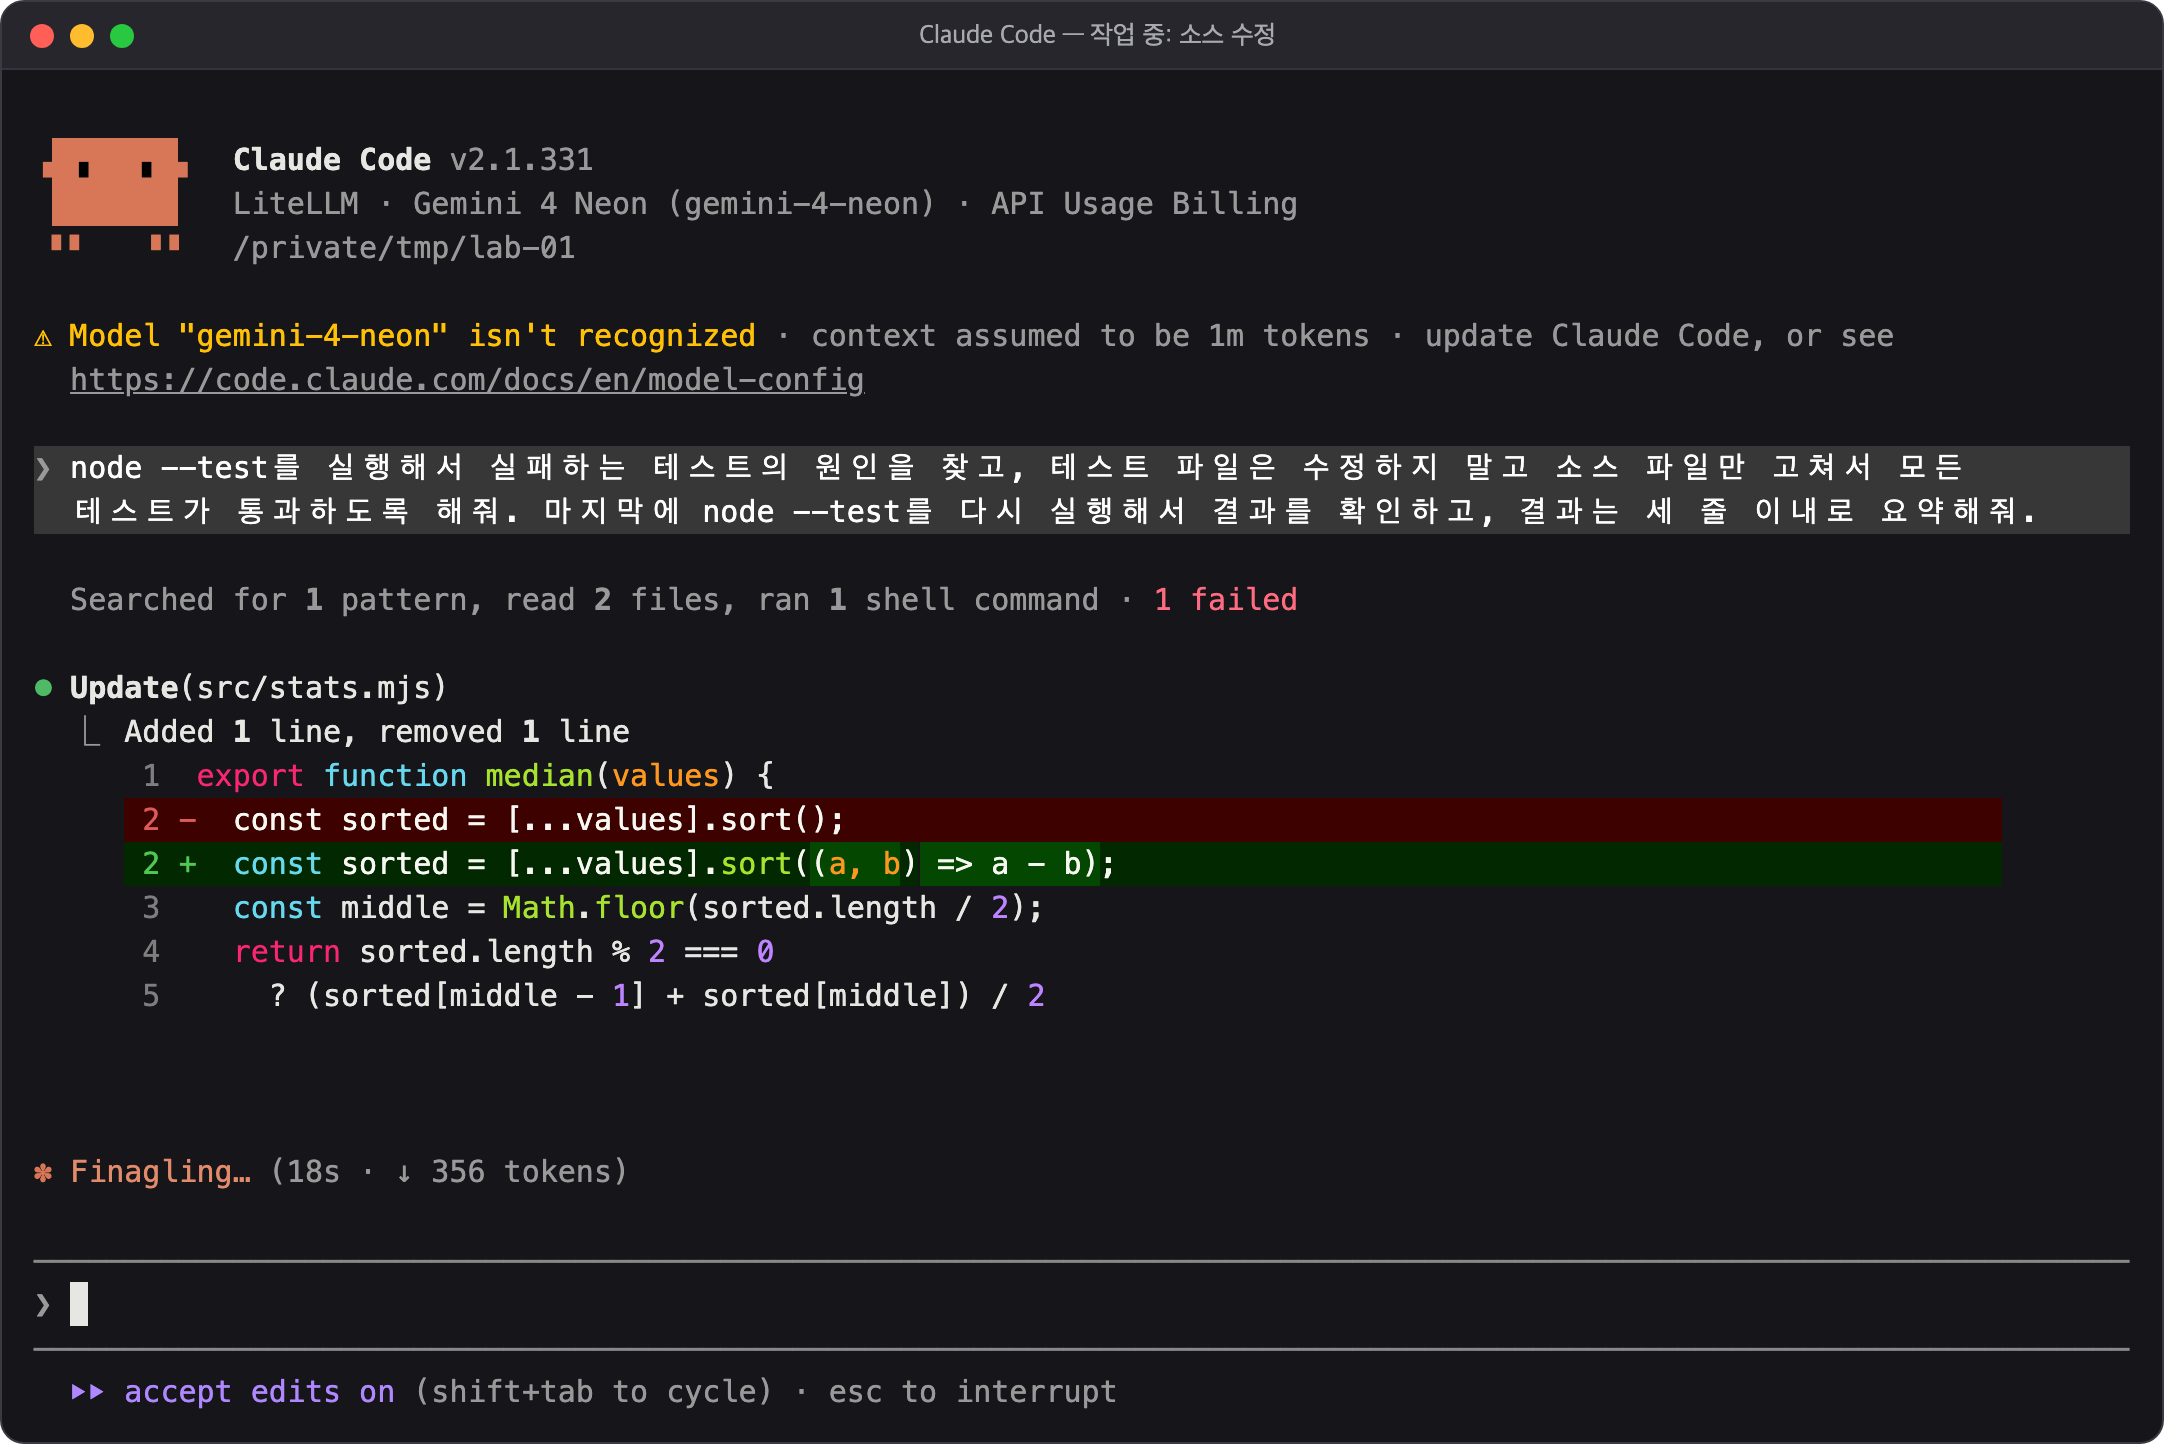 Claude Code — 작업 중: 소스 수정
Claude Code v2.1.331
LiteLLM · Gemini 4 Neon (gemini-4-neon) · API Usage Billing
/private/tmp/lab-01
⚠ Model "gemini-4-neon" isn't recognized · context assumed to be 1m tokens · update Claude Code, or see
https://code.claude.com/docs/en/model-config
❯ node --test를 실행해서 실패하는 테스트의 원인을 찾고, 테스트 파일은 수정하지 말고 소스 파일만 고쳐서 모든
테스트가 통과하도록 해줘. 마지막에 node --test를 다시 실행해서 결과를 확인하고, 결과는 세 줄 이내로 요약해줘.
Searched for 1 pattern, read 2 files, ran 1 shell command · 1 failed
● Update(src/stats.mjs)
⎿ Added 1 line, removed 1 line
1 export function median(values) {
2 - const sorted = [...values].sort();
2 + const sorted = [...values].sort((a, b) => a - b);
3 const middle = Math.floor(sorted.length / 2);
4 return sorted.length % 2 === 0
5 ? (sorted[middle - 1] + sorted[middle]) / 2
✽ Finagling… (18s · ↓ 356 tokens)
❯
⏵⏵ accept edits on (shift+tab to cycle) · esc to interrupt